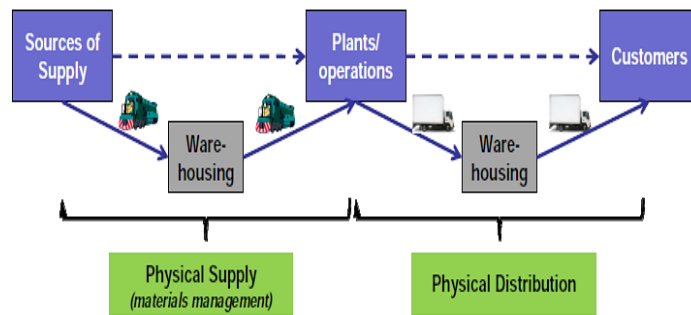 Sources of
Supply
Plants/
operations
Customers
Ware-
housing
Ware-
housing
Physical Supply
(materials management)
Physical Distribution